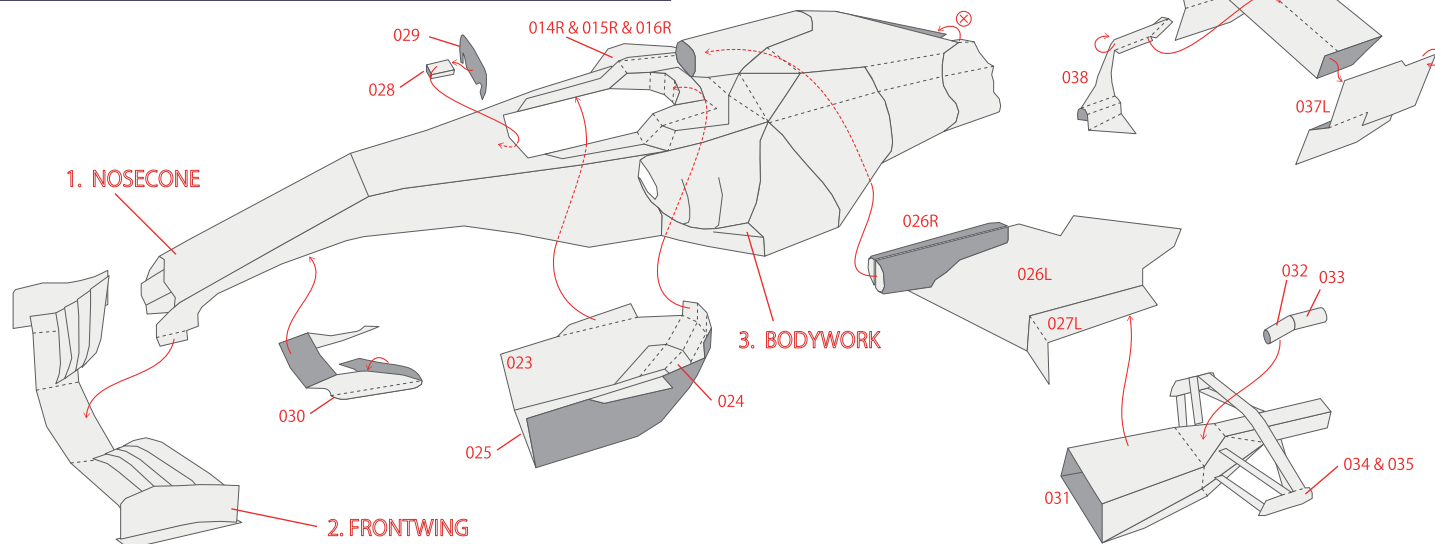 014R & 015R & 016R
029
028
038
037L
1. NOSECONE
026R
026L
032
033
027L
023
3. BODYWORK
024
030
025
034 & 035
031
2. FRONTWING